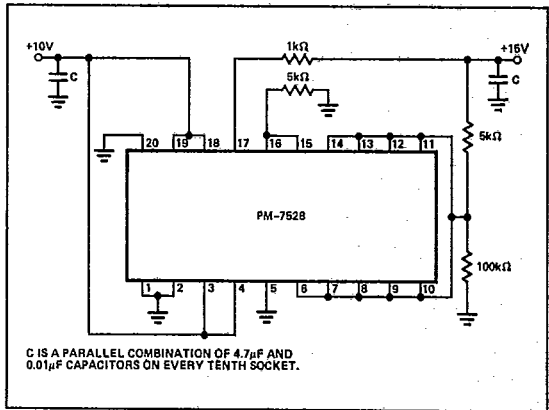 +10V
1kΩ
+15V
C
5kΩ
C
5kΩ
20 19 18 17 16 15 14 13 12 11
PM-7528
100kΩ
1 2 3 4 5 6 7 8 9 10
C IS A PARALLEL COMBINATION OF 4.7μF AND
0.01μF CAPACITORS ON EVERY TENTH SOCKET.